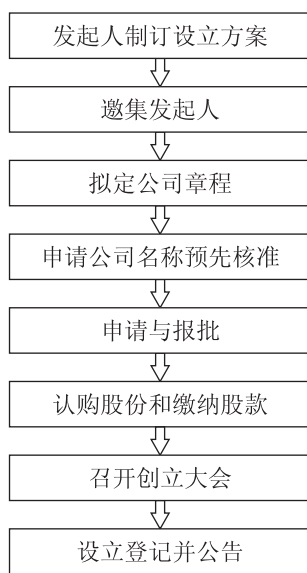 发起人制订设立方案
邀集发起人
拟定公司章程
申请公司名称预先核准
申请与报批
认购股份和缴纳股款
召开创立大会
设立登记并公告